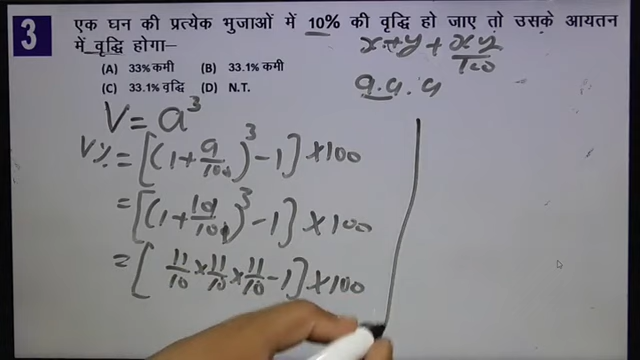 3
एक घन की प्रत्येक भुजाओं में 10% की वृद्धि हो जाए तो उसके आयतन
में वृद्धि होगा–
x+y+xy/100
(A) 33% कमी (B) 33.1% कमी
a.a.a
(C) 33.1% वृद्धि (D) N.T.
V=a³
V%=[(1+a/100)³-1]×100
=[(1+10/100)³-1]×100
=[11/10×11/10×11/10-1]×100